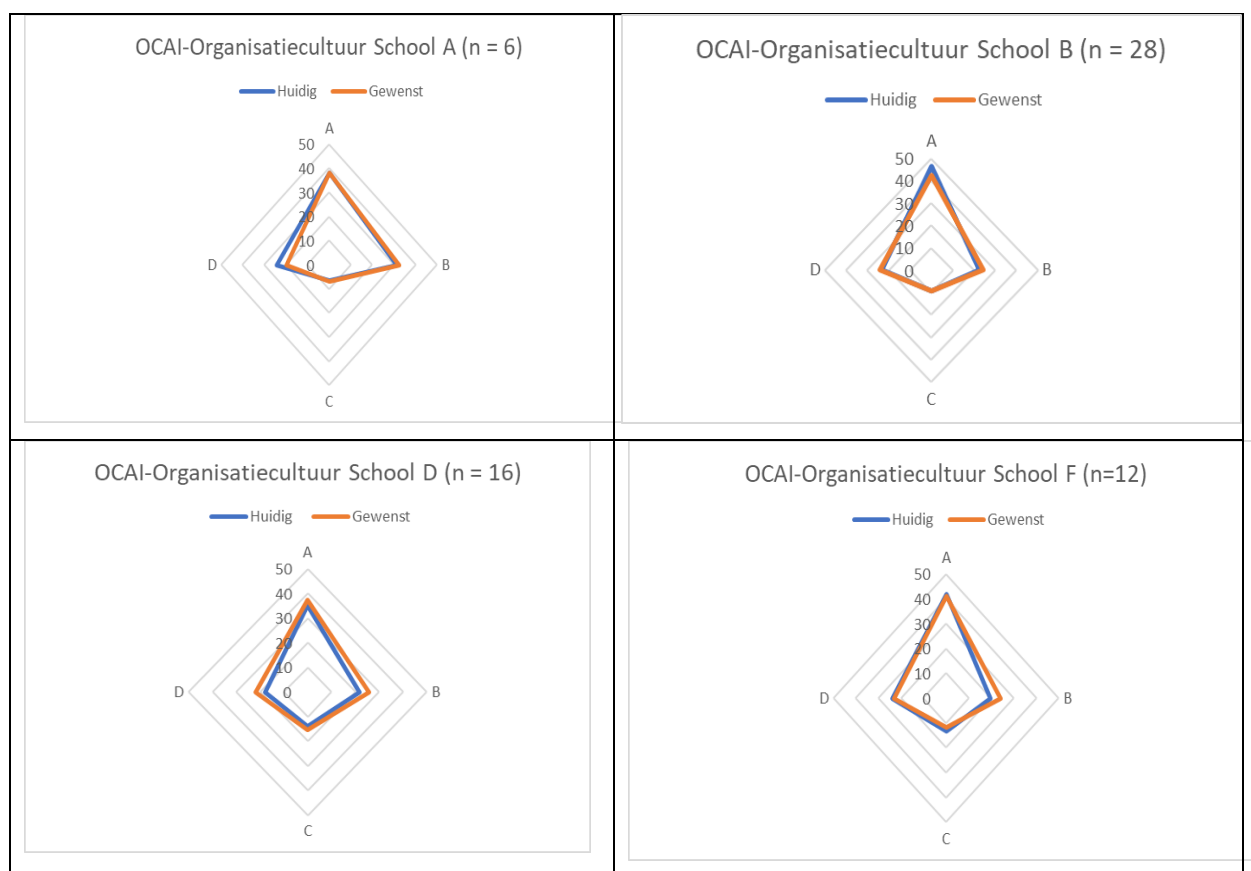 OCAI-Organisatiecultuur School A (n = 6)
Huidig Gewenst
A
50
40
30
20
10
0
D
B
C
OCAI-Organisatiecultuur School B (n = 28)
Huidig Gewenst
A
50
40
30
20
10
0
D
B
C
OCAI-Organisatiecultuur School D (n = 16)
Huidig Gewenst
A
50
40
30
20
10
0
D
B
C
OCAI-Organisatiecultuur School F (n=12)
Huidig Gewenst
A
50
40
30
20
10
0
D
B
C